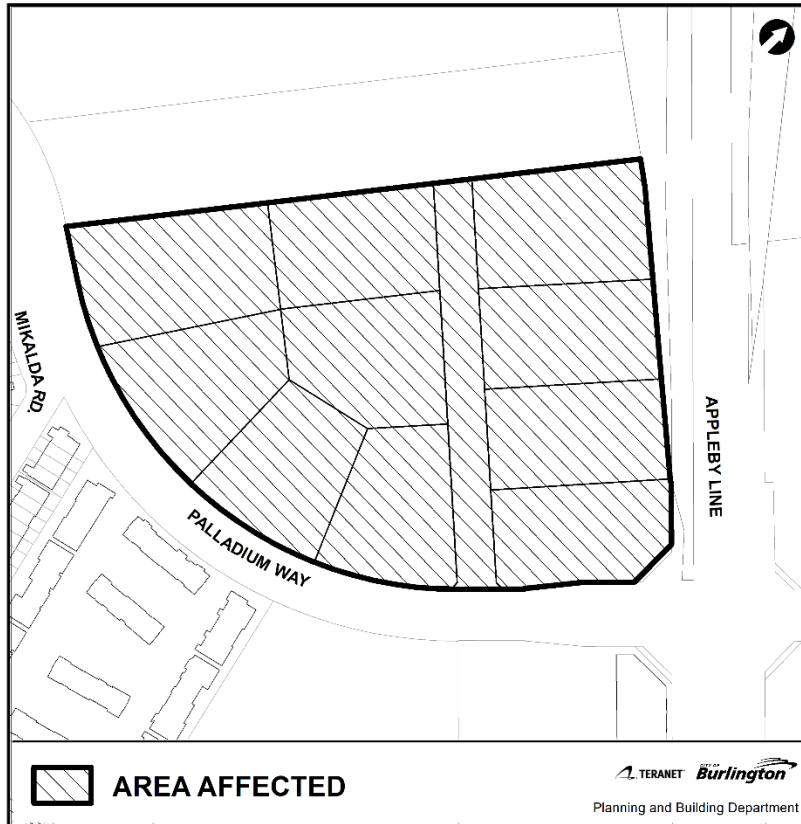 MIKALDA RD.
APPLEBY LINE
PALLADIUM WAY
AREA AFFECTED
TERANET
CITY OF
Burlington
Planning and Building Department